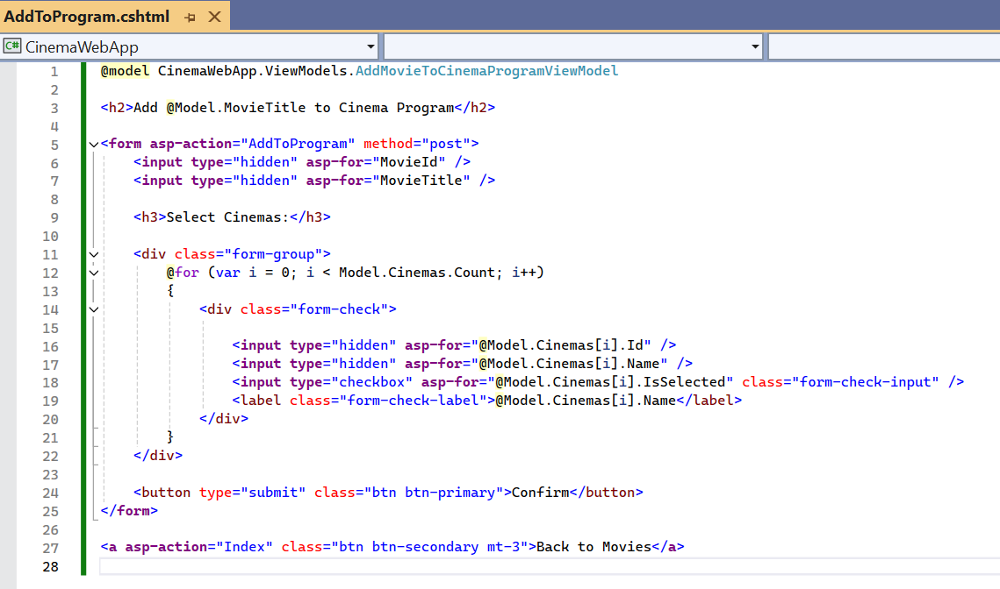 AddToProgram.cshtml
C# CinemaWebApp
1 @model CinemaWebApp.ViewModels.AddMovieToCinemaProgramViewModel
2
3 <h2>Add @Model.MovieTitle to Cinema Program</h2>
4
5 <form asp-action="AddToProgram" method="post">
6     <input type="hidden" asp-for="MovieId" />
7     <input type="hidden" asp-for="MovieTitle" />
8
9     <h3>Select Cinemas:</h3>
10
11     <div class="form-group">
12         @for (var i = 0; i < Model.Cinemas.Count; i++)
13         {
14             <div class="form-check">
15
16                 <input type="hidden" asp-for="@Model.Cinemas[i].Id" />
17                 <input type="hidden" asp-for="@Model.Cinemas[i].Name" />
18                 <input type="checkbox" asp-for="@Model.Cinemas[i].IsSelected" class="form-check-input" />
19                 <label class="form-check-label">@Model.Cinemas[i].Name</label>
20             </div>
21         }
22     </div>
23
24     <button type="submit" class="btn btn-primary">Confirm</button>
25 </form>
26
27 <a asp-action="Index" class="btn btn-secondary mt-3">Back to Movies</a>
28